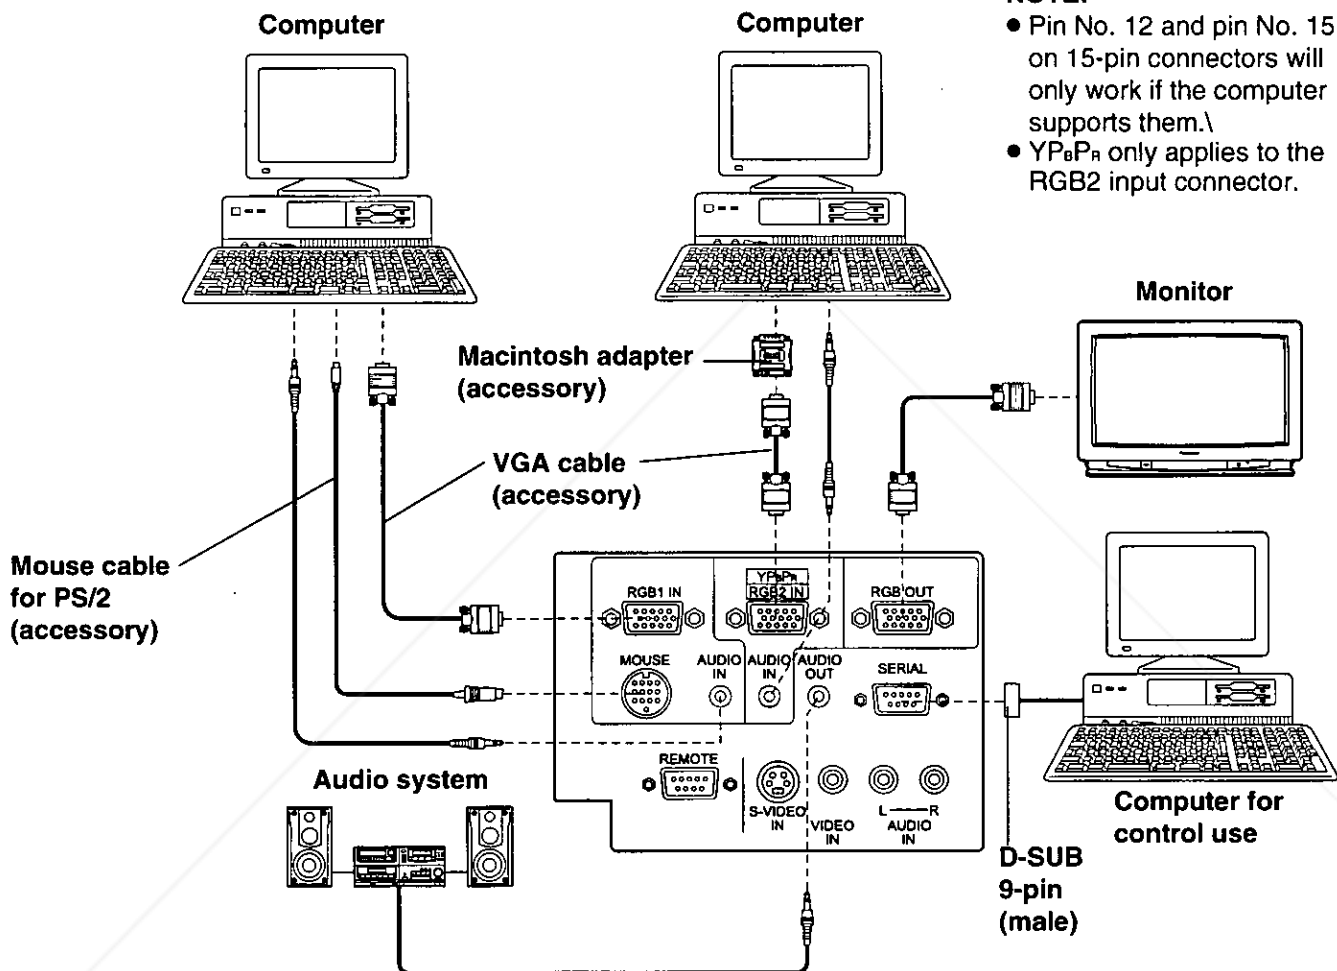 Computer
Computer
NOTE:
● Pin No. 12 and pin No. 15
on 15-pin connectors will
only work if the computer
supports them.\
● YPBPR only applies to the
RGB2 input connector.
Monitor
Macintosh adapter
(accessory)
VGA cable
(accessory)
Mouse cable
for PS/2
(accessory)
YPBPR
RGB1 IN
RGB2 IN
RGB OUT
MOUSE
AUDIO
IN
AUDIO
IN
AUDIO
OUT
SERIAL
REMOTE
S-VIDEO
IN
VIDEO
IN
L R
AUDIO
IN
Audio system
Computer for
control use
D-SUB
9-pin
(male)